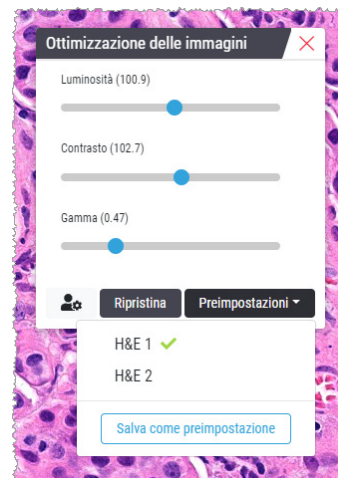 Ottimizzazione delle immagini
Luminosità (100.9)
Contrasto (102.7)
Gamma (0.47)
Ripristina Preimpostazioni
H&E 1
H&E 2
Salva come preimpostazione